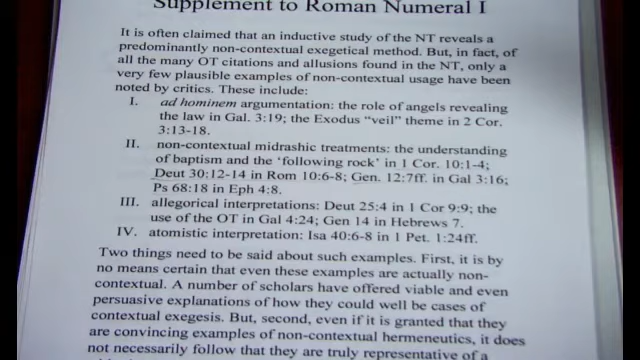 Supplement to Roman Numeral I
It is often claimed that an inductive study of the NT reveals a
predominantly non-contextual exegetical method. But, in fact, of
all the many OT citations and allusions found in the NT, only a
very few plausible examples of non-contextual usage have been
noted by critics. These include:
I. ad hominem argumentation: the role of angels revealing
the law in Gal. 3:19; the Exodus "veil" theme in 2 Cor.
3:13-18.
II. non-contextual midrashic treatments: the understanding
of baptism and the 'following rock' in 1 Cor. 10:1-4;
Deut 30:12-14 in Rom 10:6-8; Gen. 12:7ff. in Gal 3:16;
Ps 68:18 in Eph 4:8.
III. allegorical interpretations: Deut 25:4 in 1 Cor 9:9; the
use of the OT in Gal 4:24; Gen 14 in Hebrews 7.
IV. atomistic interpretation: Isa 40:6-8 in 1 Pet. 1:24ff.
Two things need to be said about such examples. First, it is by
no means certain that even these examples are actually non-
contextual. A number of scholars have offered viable and even
persuasive explanations of how they could well be cases of
contextual exegesis. But, second, even if it is granted that they
are convincing examples of non-contextual hermeneutics, it does
not necessarily follow that they are truly representative of a